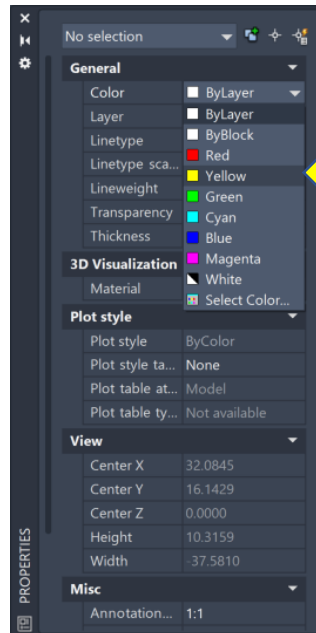 No selection
General
Color ByLayer
Layer ByLayer
Linetype ByBlock
Linetype sca... Red
Lineweight Yellow
Transparency Green
Thickness Cyan
Blue
3D Visualization Magenta
Material White
Select Color...
Plot style
Plot style ByColor
Plot style ta... None
Plot table at... Model
Plot table ty... Not available
View
Center X 32.0845
Center Y 16.1429
Center Z 0.0000
Height 10.3159
Width -37.5810
Misc
Annotation... 1:1
PROPERTIES